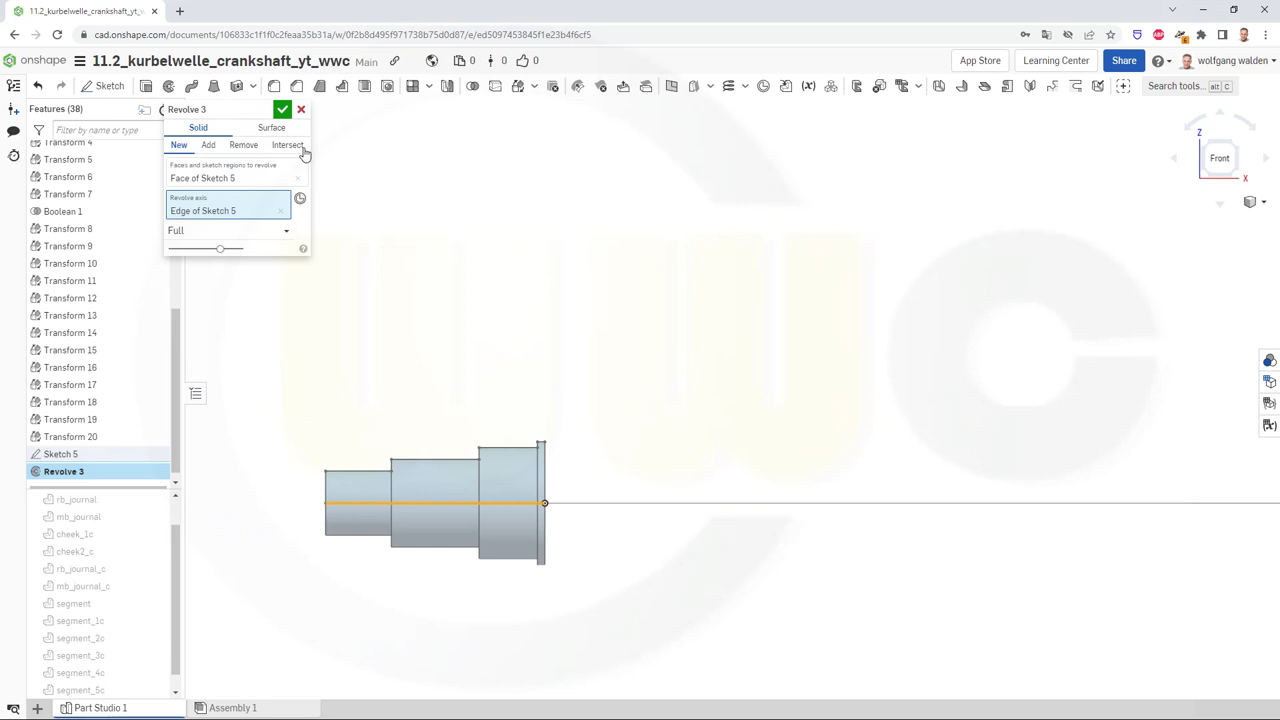 11.2_kurbelwelle_crankshaft_yt_w
cad.onshape.com/documents/106833c1f1f0c2feaa35b31a/w/0f2b8d495f971738b75d0d71/e/ed5097453845f1e23b4f6cf5
onshape
11.2_kurbelwelle_crankshaft_yt_wwc
Main
0
0
0
App Store
Learning Center
Share
wolfgang walden
Sketch
Search tools...
alt
C
Features (38)
Filter by name or type
Revolve 3
Solid
Surface
New
Add
Remove
Intersect
Faces and sketch regions to revolve
Face of Sketch 5
Revolve axis
Edge of Sketch 5
Full
Transform 4
Transform 5
Transform 6
Transform 7
Boolean 1
Transform 8
Transform 9
Transform 10
Transform 11
Transform 12
Transform 13
Transform 14
Transform 15
Transform 16
Transform 17
Transform 18
Transform 19
Transform 20
Sketch 5
Revolve 3
rb_journal
mb_journal
cheek_1c
cheek2_c
rb_journal_c
mb_journal_c
segment
segment_1c
segment_2c
segment_3c
segment_4c
segment_5c
Z
Front
X
uwc
Part Studio 1
Assembly 1